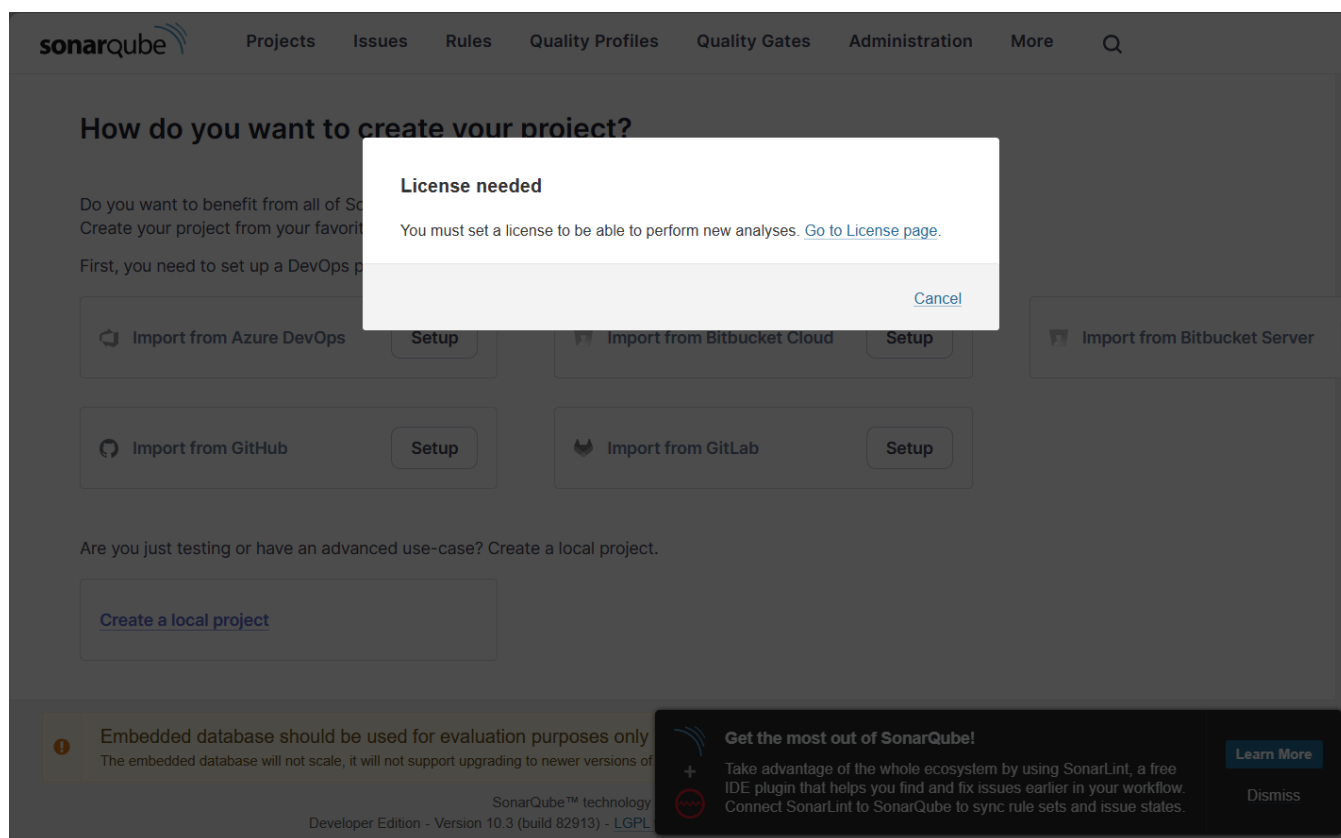 sonarqube Projects Issues Rules Quality Profiles Quality Gates Administration More
How do you want to create your project?
License needed
Do you want to benefit from all of
You must set a license to be able to perform new analyses. Go to License page.
Create your project from your
First, you need to set up a DevOps
Cancel
Import from Azure DevOps Setup Import from Bitbucket Cloud Setup Import from Bitbucket Server
Import from GitHub Setup Import from GitLab Setup
Are you just testing or have an advanced use-case? Create a local project.
Create a local project
Embedded database should be used for evaluation purposes only
The embedded database will not scale, it will not support upgrading to newer versions of
SonarQube™ technology
Developer Edition - Version 10.3 (build 82913) - LGPL
Get the most out of SonarQube!
Take advantage of the whole ecosystem by using SonarLint, a free
IDE plugin that helps you find and fix issues earlier in your workflow.
Connect SonarLint to SonarQube to sync rule sets and issue states.
Learn More
Dismiss